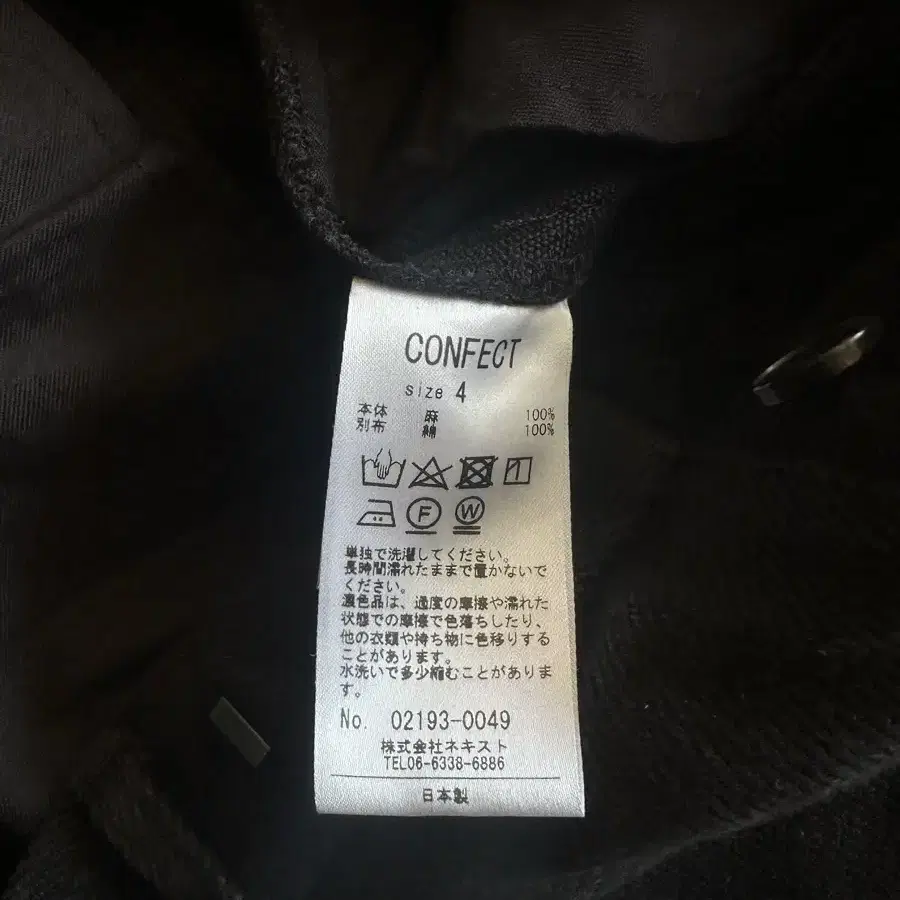 CONFECT
size 4
本体 麻 100%
別布 綿 100%
F W
単独で洗濯してください。
長時間濡れたままで置かないで
ください。
濃色品は、過度の摩擦や濡れた
状態での摩擦で色落ちしたり、
他の衣類や持ち物に色移りする
ことがあります。
水洗いで多少縮むことがありま
す。
No. 02193-0049
株式会社ネキスト
TEL06-6338-6886
日本製